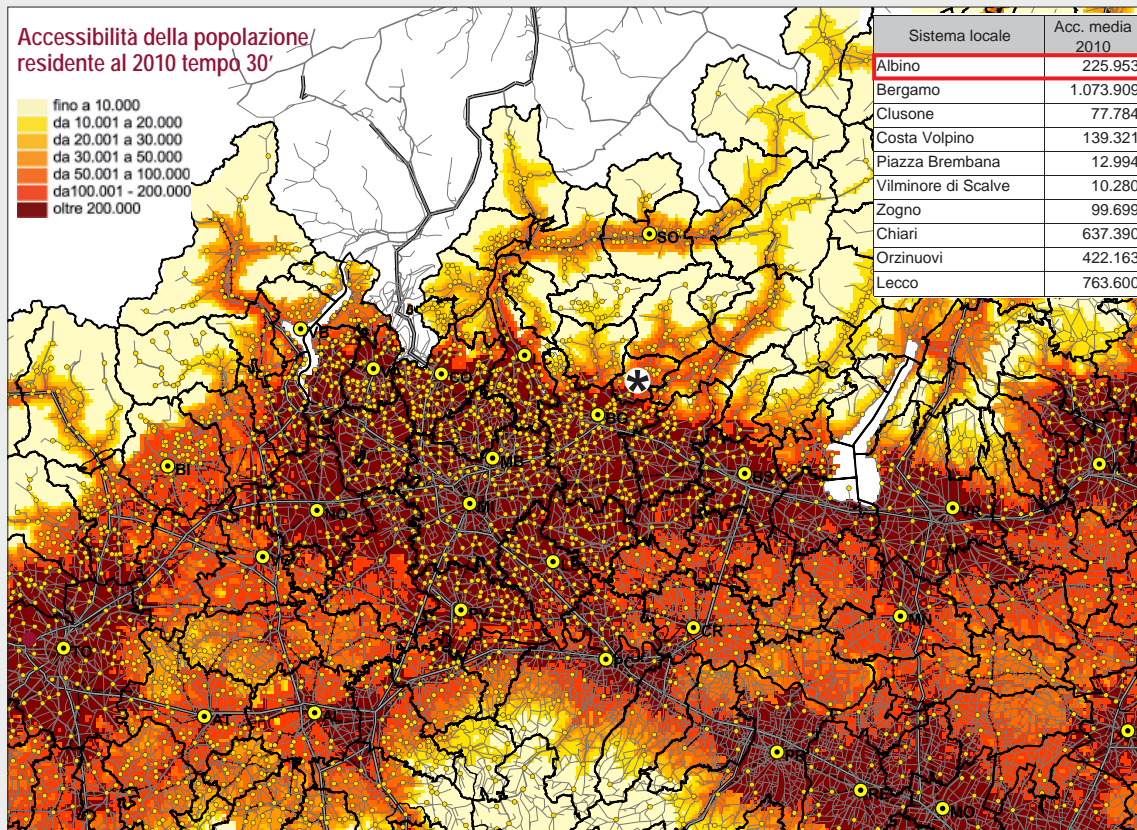 Accessibilità della popolazione
residente al 2010 tempo 30'
fino a 10.000
da 10.001 a 20.000
da 20.001 a 30.000
da 30.001 a 50.000
da 50.001 a 100.000
da100.001 - 200.000
oltre 200.000
Sistema locale Acc. media 2010
Albino 225.953
Bergamo 1.073.909
Clusone 77.784
Costa Volpino 139.321
Piazza Brembana 12.994
Vilminore di Scalve 10.280
Zogno 99.699
Chiari 637.390
Orzinuovi 422.163
Lecco 763.600
SO
VB
CO
BG
BI
MB
BS
NO
MI
VR
MN
CR
TO
PC
AT
AL
PR
RE
MO